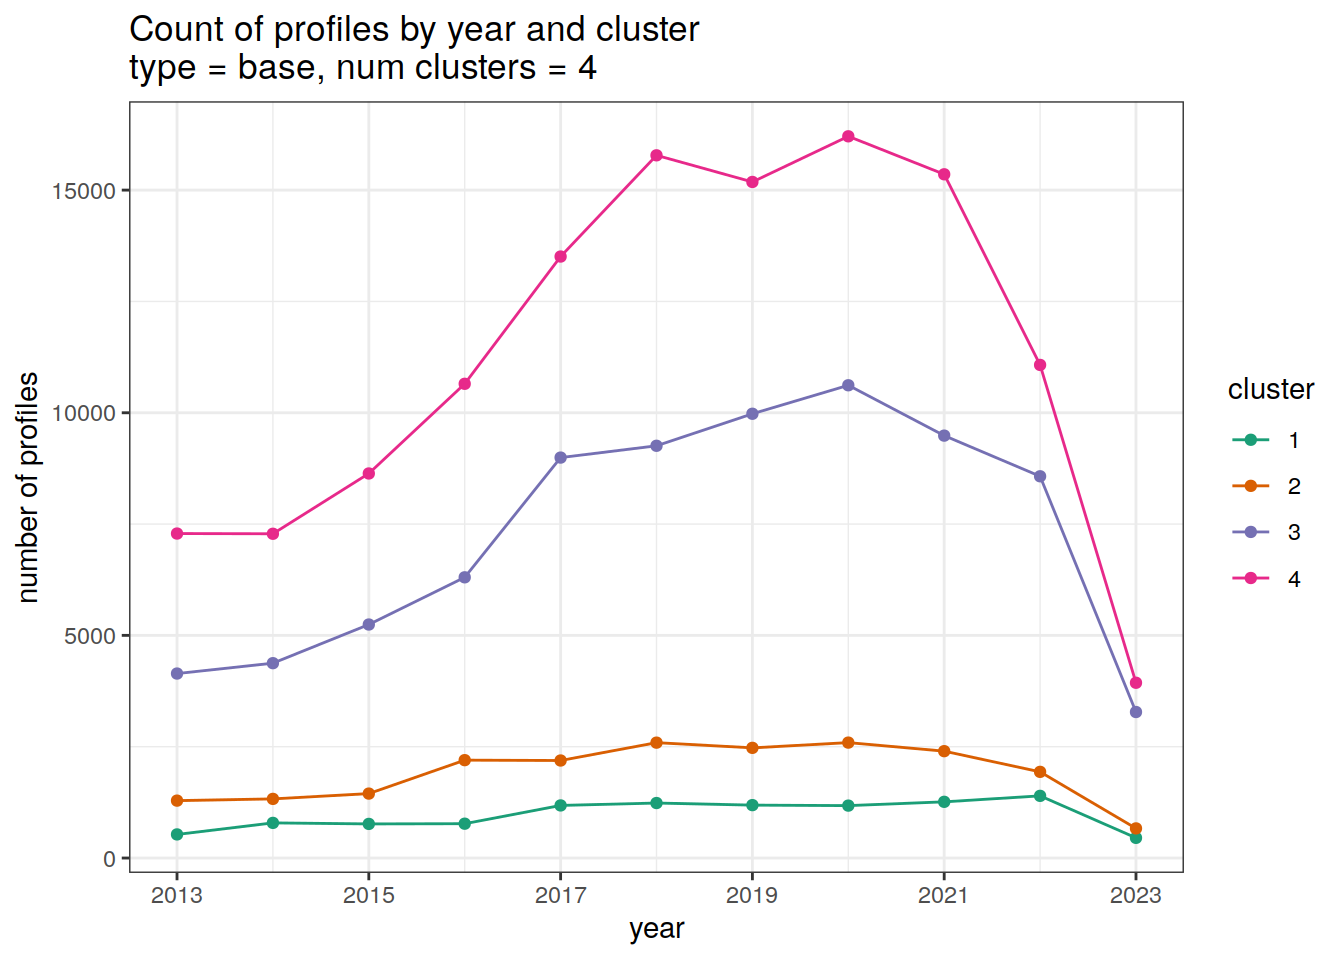 Count of profiles by year and cluster
type = base, num clusters = 4
number of profiles
15000
10000
5000
0
2013
2015
2017
2019
2021
2023
year
cluster
1
2
3
4